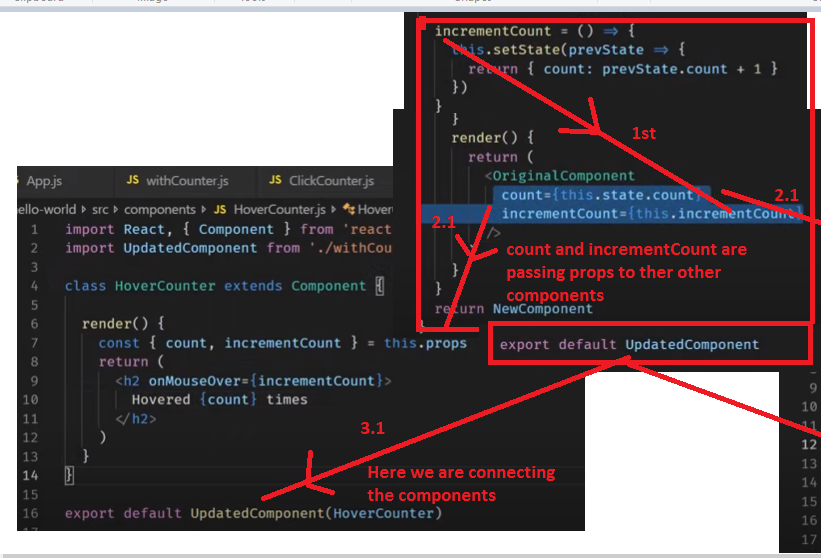 incrementCount = () => {
this.setState(prevState => {
return { count: prevState.count + 1 }
})
}
}
1st
render() {
return (
<OriginalComponent
count={this.state.count}
2.1
incrementCount={this.incrementCount}
2.1
/>
count and incrementCount are
passing props to ther other
components
}
}
return NewComponent
}
export default UpdatedComponent
App.js
JS withCounter.js
JS ClickCounter.js
hello-world > src > components > JS HoverCounter.js > Hover
1 import React, { Component } from 'react
2 import UpdatedComponent from './withCou
3
4 class HoverCounter extends Component {
5
6 render() {
7 const { count, incrementCount } = this.props
8 return (
9 <h2 onMouseOver={incrementCount}>
10 Hovered {count} times
11 </h2>
12 )
13 }
14 }
15
16 export default UpdatedComponent(HoverCounter)
3.1
Here we are connecting
the components
9
10
11
12
13
14
15
16
17